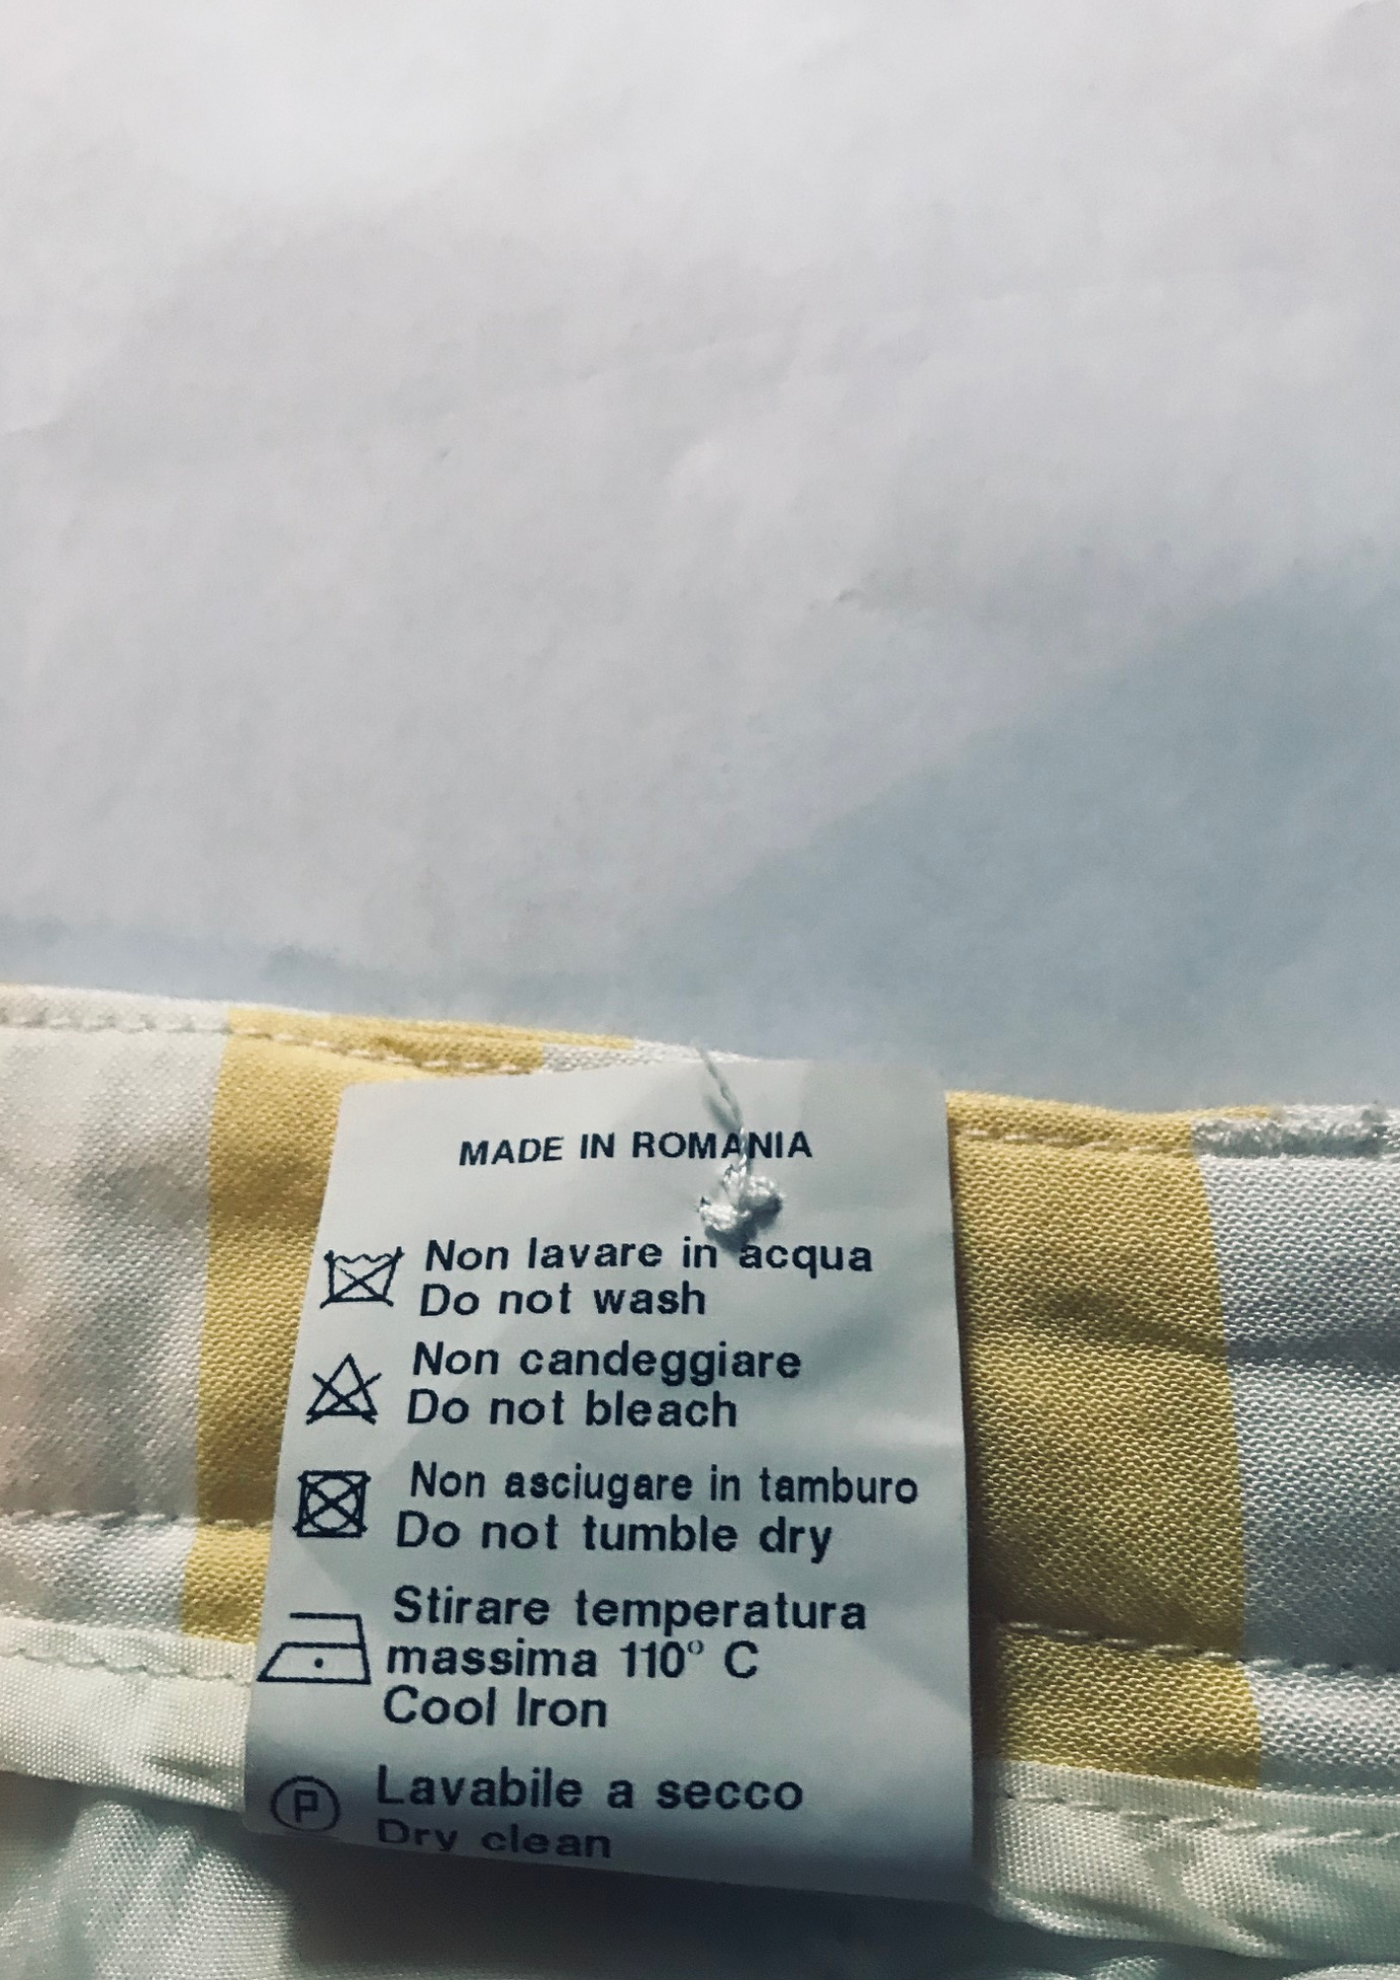 MADE IN ROMANIA
Non lavare in acqua
Do not wash
Non candeggiare
Do not bleach
Non asciugare in tamburo
Do not tumble dry
Stirare temperatura
massima 110° C
Cool Iron
P Lavabile a secco
Dry clean